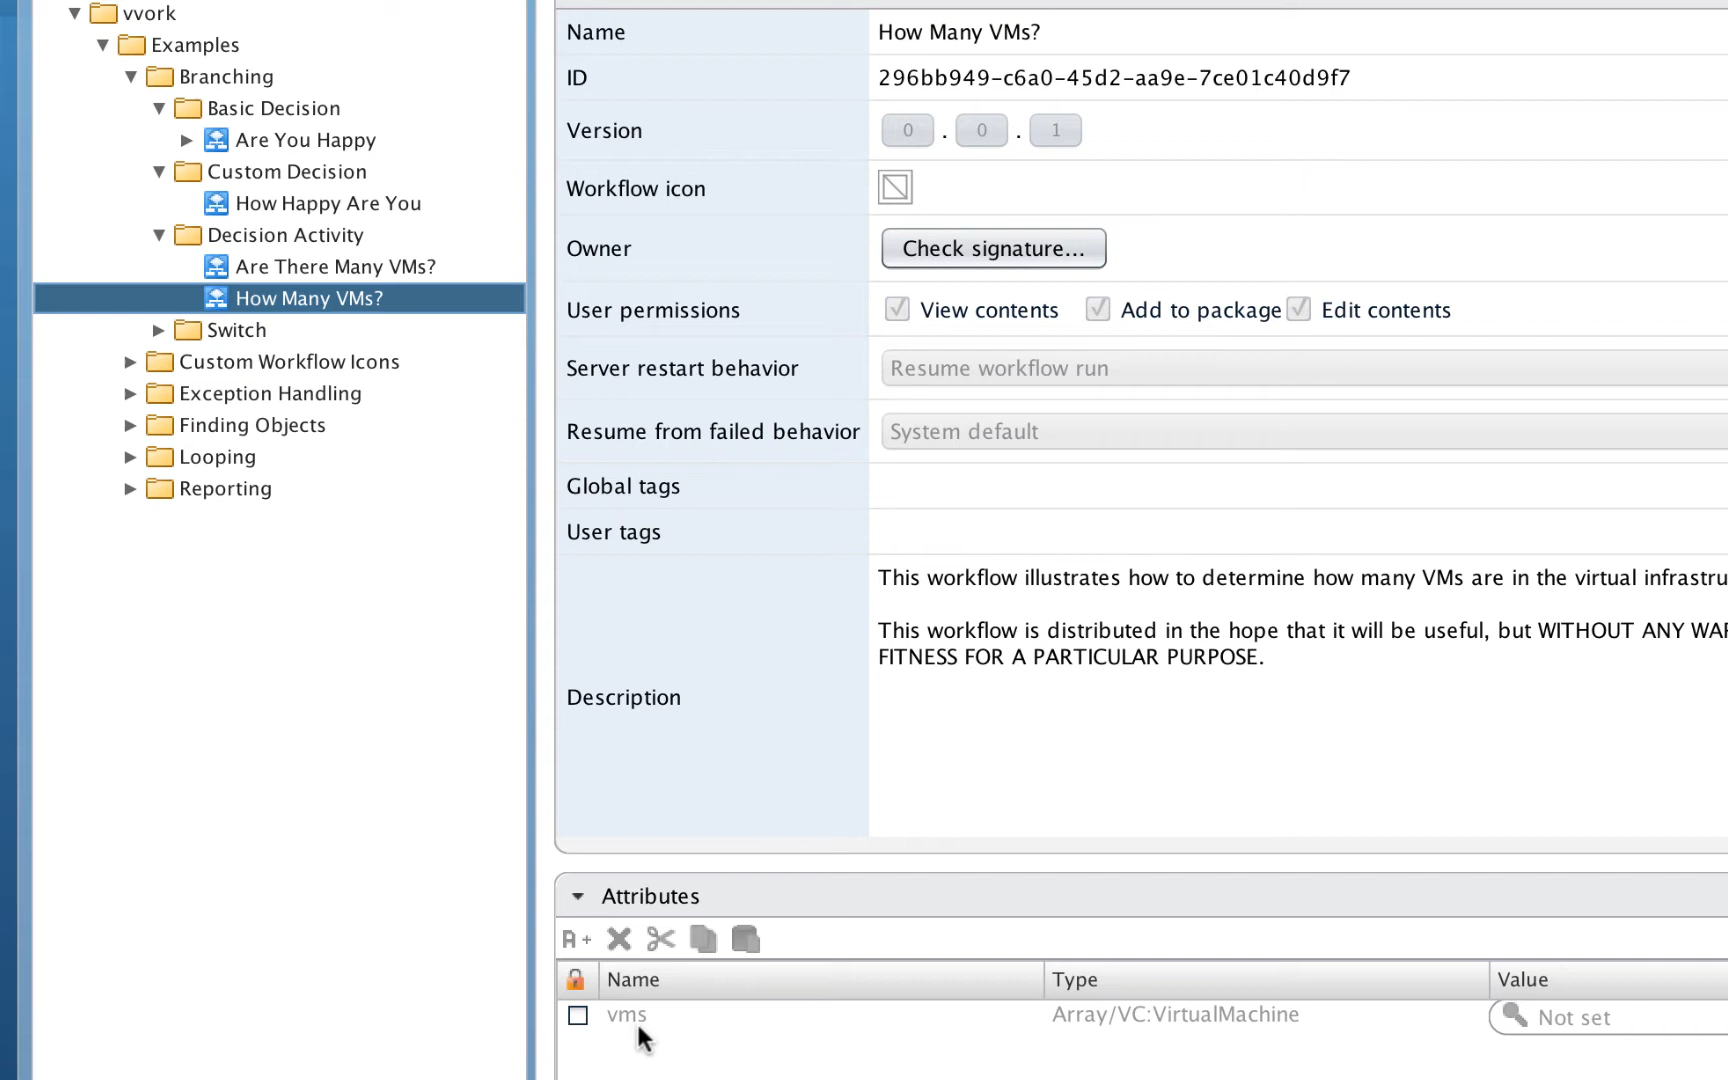 vvork
Examples
Branching
Basic Decision
Are You Happy
Custom Decision
How Happy Are You
Decision Activity
Are There Many VMs?
How Many VMs?
Switch
Custom Workflow Icons
Exception Handling
Finding Objects
Looping
Reporting
Name How Many VMs?
ID 296bb949-c6a0-45d2-aa9e-7ce01c40d9f7
Version 0 . 0 . 1
Workflow icon
Owner Check signature...
User permissions View contents Add to package Edit contents
Server restart behavior Resume workflow run
Resume from failed behavior System default
Global tags
User tags
This workflow illustrates how to determine how many VMs are in the virtual infrastru
This workflow is distributed in the hope that it will be useful, but WITHOUT ANY WAR
FITNESS FOR A PARTICULAR PURPOSE.
Description
Attributes
A+
Name Type Value
vms Array/VC:VirtualMachine Not set